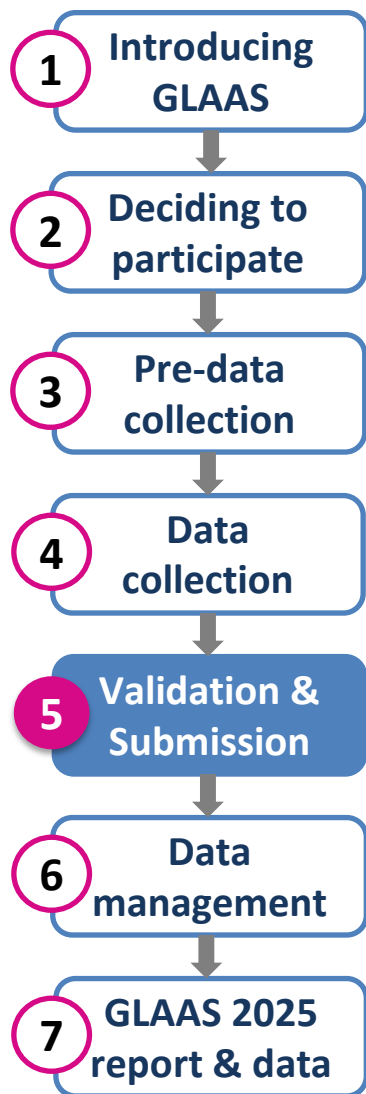 1
Introducing
GLAAS
2
Deciding to
participate
3
Pre-data
collection
4
Data
collection
5
Validation &
Submission
6
Data
management
7
GLAAS 2025
report & data